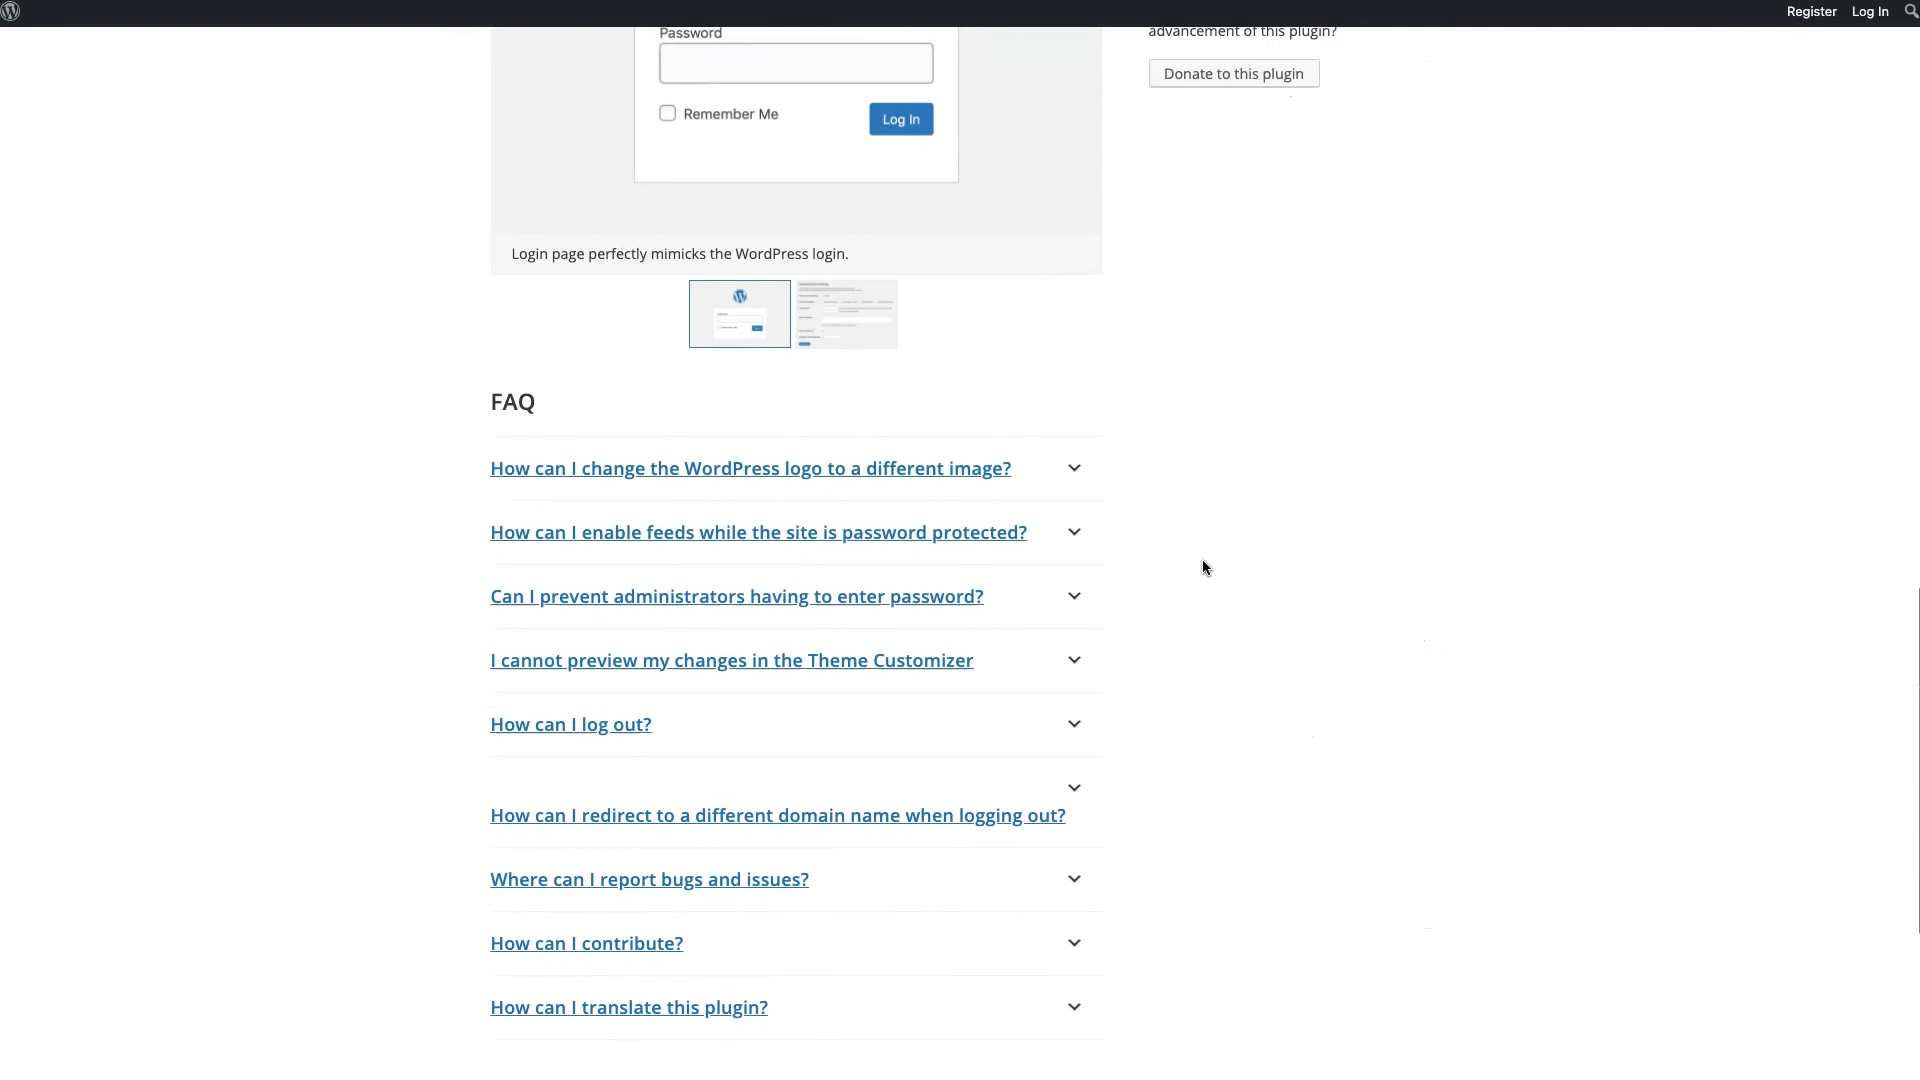 Register Log In
Password
advancement of this plugin?
Donate to this plugin
Remember Me
Log In
Login page perfectly mimicks the WordPress login.
FAQ
How can I change the WordPress logo to a different image?
How can I enable feeds while the site is password protected?
Can I prevent administrators having to enter password?
I cannot preview my changes in the Theme Customizer
How can I log out?
How can I redirect to a different domain name when logging out?
Where can I report bugs and issues?
How can I contribute?
How can I translate this plugin?